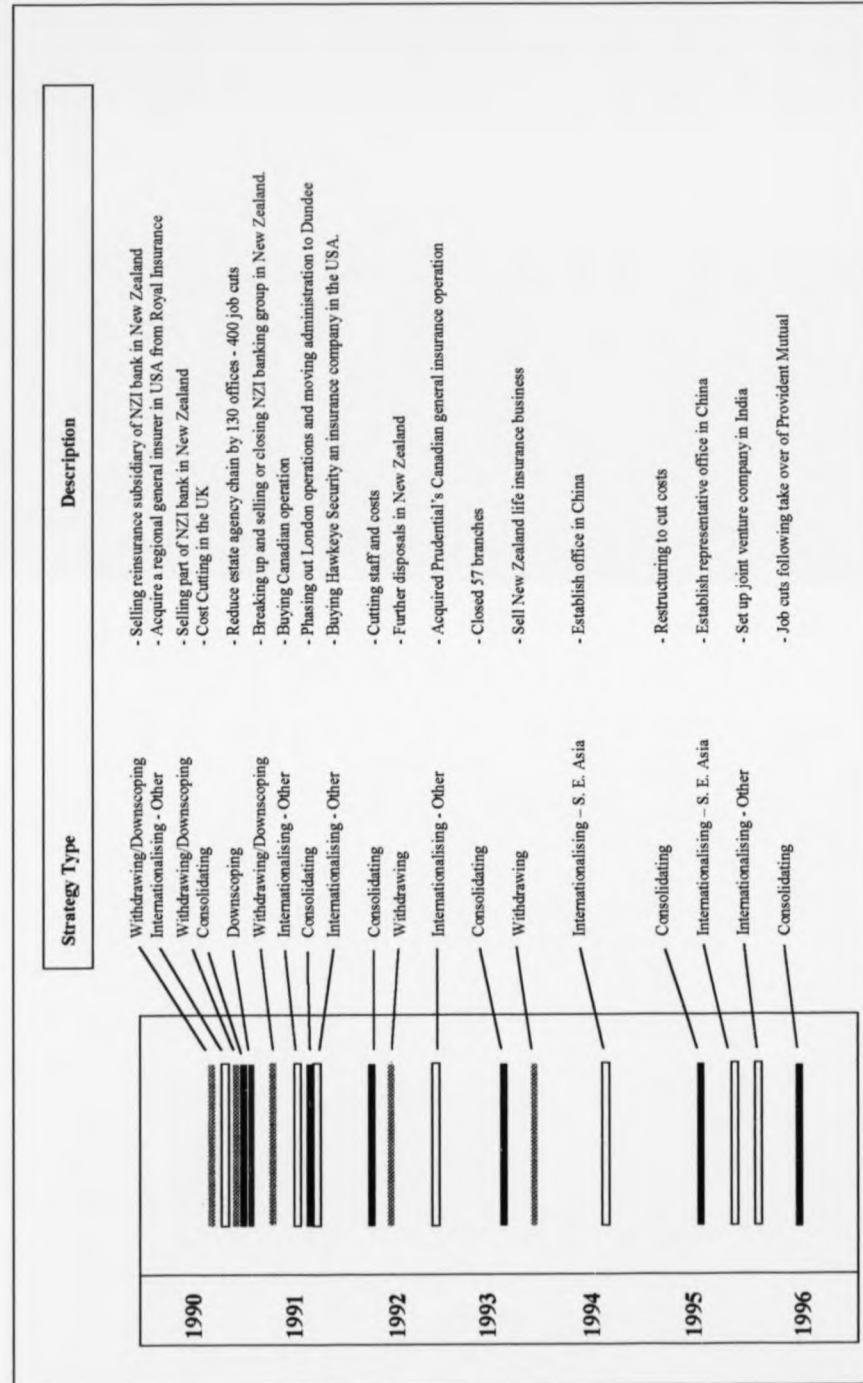 Strategy Type Description
1990
1991
1992
1993
1994
1995
1996
Withdrawing/Downscoping - Selling reinsurance subsidiary of NZI bank in New Zealand
Internationalising - Other - Acquire a regional general insurer in USA from Royal Insurance
Withdrawing/Downscoping - Selling part of NZI bank in New Zealand
Consolidating - Cost Cutting in the UK
Downscoping - Reduce estate agency chain by 130 offices - 400 job cuts
Withdrawing/Downscoping - Breaking up and selling or closing NZI banking group in New Zealand.
Internationalising - Other - Buying Canadian operation
Consolidating - Phasing out London operations and moving administration to Dundee
Internationalising - Other - Buying Hawkeye Security an insurance company in the USA.
Consolidating - Cutting staff and costs
Withdrawing - Further disposals in New Zealand
Internationalising - Other - Acquired Prudential's Canadian general insurance operation
Consolidating - Closed 57 branches
Withdrawing - Sell New Zealand life insurance business
Internationalising – S. E. Asia - Establish office in China
Consolidating - Restructuring to cut costs
Internationalising – S. E. Asia - Establish representative office in China
Internationalising - Other - Set up joint venture company in India
Consolidating - Job cuts following take over of Provident Mutual